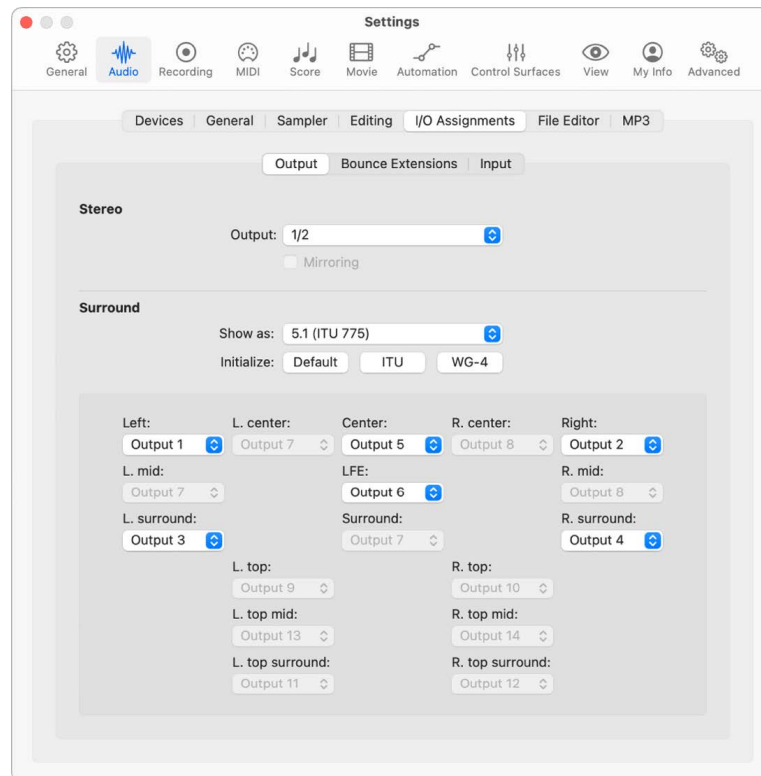 Settings
General Audio Recording MIDI Score Movie Automation Control Surfaces View My Info Advanced
Devices General Sampler Editing I/O Assignments File Editor MP3
Output Bounce Extensions Input
Stereo
Output: 1/2
Mirroring
Surround
Show as: 5.1 (ITU 775)
Initialize: Default ITU WG-4
Left: L. center: Center: R. center: Right:
Output 1 Output 7 Output 5 Output 8 Output 2
L. mid: LFE: R. mid:
Output 7 Output 6 Output 8
L. surround: Surround: R. surround:
Output 3 Output 7 Output 4
L. top: R. top:
Output 9 Output 10
L. top mid: R. top mid:
Output 13 Output 14
L. top surround: R. top surround:
Output 11 Output 12